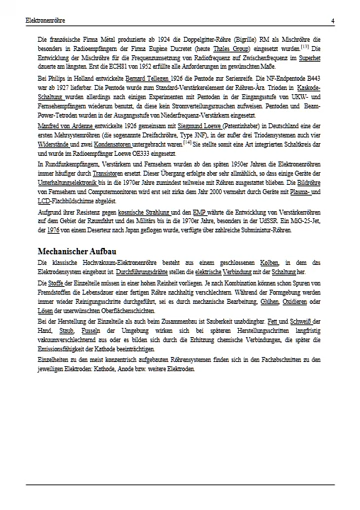 Elektronenröhre 4
Die französische Firma Métal produzierte ab 1924 die Doppelgitter-Röhre (Bigrille) RM als Mischröhre die
besonders in Radioempfängern der Firma Eugène Ducretet (heute Thales Group) eingesetzt wurden.[13] Die
Entwicklung der Mischröhre für die Frequenzumsetzung von Radiofrequenz auf Zwischenfrequenz im Superhet
dauerte am längsten. Erst die ECH81 von 1952 erfüllte alle Anforderungen im gewünschten Maße.
Bei Philips in Holland entwickelte Bernard Tellegen 1926 die Pentode zur Serienreife. Die NF-Endpentode B443
war ab 1927 lieferbar. Die Pentode wurde zum Standard-Verstärkerelement der Röhren-Ära. Trioden in Kaskode-
Schaltung wurden allerdings nach einigen Experimenten mit Pentoden in der Eingangsstufe von UKW- und
Fernsehempfängern wiederum benutzt, da diese kein Stromverteilungsrauschen aufweisen. Pentoden und Beam-
Power-Tetroden wurden in der Ausgangsstufe von Niederfrequenz-Verstärkern eingesetzt.
Manfred von Ardenne entwickelte 1926 gemeinsam mit Siegmund Loewe (Patentinhaber) in Deutschland eine der
ersten Mehrsystemröhren (die sogenannte Dreifachröhre, Type 3NF), in der außer drei Triodensystemen auch vier
Widerstände und zwei Kondensatoren untergebracht waren.[14] Sie stellte somit eine Art integrierten Schaltkreis dar
und wurde im Radioempfänger Loewe OE333 eingesetzt.
In Rundfunkempfängern, Verstärkern und Fernsehern wurden ab den späten 1950er Jahren die Elektronenröhren
immer häufiger durch Transistoren ersetzt. Dieser Übergang erfolgte aber sehr allmählich, so dass einige Geräte der
Unterhaltungselektronik bis in die 1970er Jahre zumindest teilweise mit Röhren ausgestattet blieben. Die Bildröhre
von Fernsehern und Computermonitoren wird erst seit zirka dem Jahr 2000 vermehrt durch Geräte mit Plasma- und
LCD-Flachbildschirme abgelöst.
Aufgrund ihrer Resistenz gegen kosmische Strahlung und den EMP währte die Entwicklung von Verstärkerröhren
auf dem Gebiet der Raumfahrt und des Militärs bis in die 1970er Jahre, besonders in der UdSSR. Ein MiG-25-Jet,
der 1976 von einem Deserteur nach Japan geflogen wurde, verfügte über zahlreiche Subminiatur-Röhren.
Mechanischer Aufbau
Die klassische Hochvakuum-Elektronenröhre besteht aus einem geschlossenen Kolben, in dem das
Elektrodensystem eingebaut ist. Durchführungsdrähte stellen die elektrische Verbindung mit der Schaltung her.
Die Stoffe der Einzelteile müssen in einer hohen Reinheit vorliegen. Je nach Kombination können schon Spuren von
Fremdstoffen die Lebensdauer einer fertigen Röhre nachhaltig verschlechtern. Während der Formgebung werden
immer wieder Reinigungsschritte durchgeführt, sei es durch mechanische Bearbeitung, Glühen, Oxidieren oder
Lösen der unerwünschten Oberflächenschichten.
Bei der Herstellung der Einzelteile als auch beim Zusammenbau ist Sauberkeit unabdingbar. Fett und Schweiß der
Hand, Staub, Fusseln der Umgebung wirken sich bei späteren Herstellungsschritten langfristig
vakuumverschlechternd aus oder es bilden sich durch die Erhitzung chemische Verbindungen, die später die
Emissionsfähigkeit der Kathode beeinträchtigen.
Einzelheiten zu den meist konzentrisch aufgebauten Röhrensystemen finden sich in den Fachabschnitten zu den
jeweiligen Elektroden: Kathode, Anode bzw. weitere Elektroden.